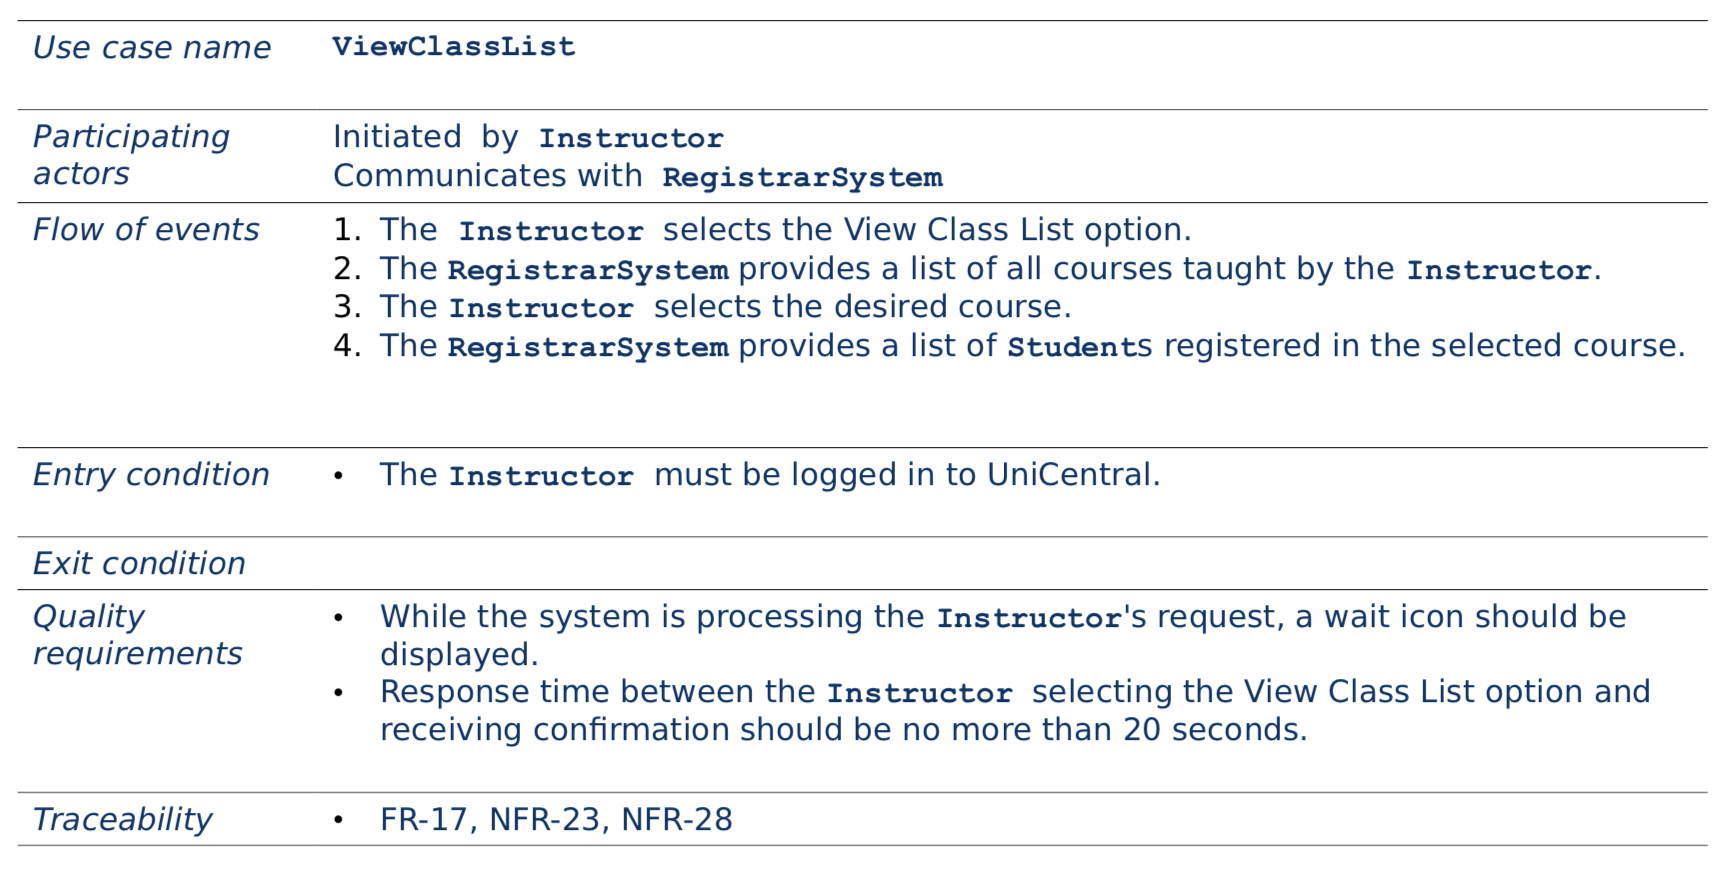 Use case name ViewClassList
Participating actors
Initiated by Instructor
Communicates with RegistrarSystem
Flow of events
1. The Instructor selects the View Class List option.
2. The RegistrarSystem provides a list of all courses taught by the Instructor.
3. The Instructor selects the desired course.
4. The RegistrarSystem provides a list of Students registered in the selected course.
Entry condition
• The Instructor must be logged in to UniCentral.
Exit condition
Quality
requirements
• While the system is processing the Instructor's request, a wait icon should be
displayed.
• Response time between the Instructor selecting the View Class List option and
receiving confirmation should be no more than 20 seconds.
Traceability
• FR-17, NFR-23, NFR-28